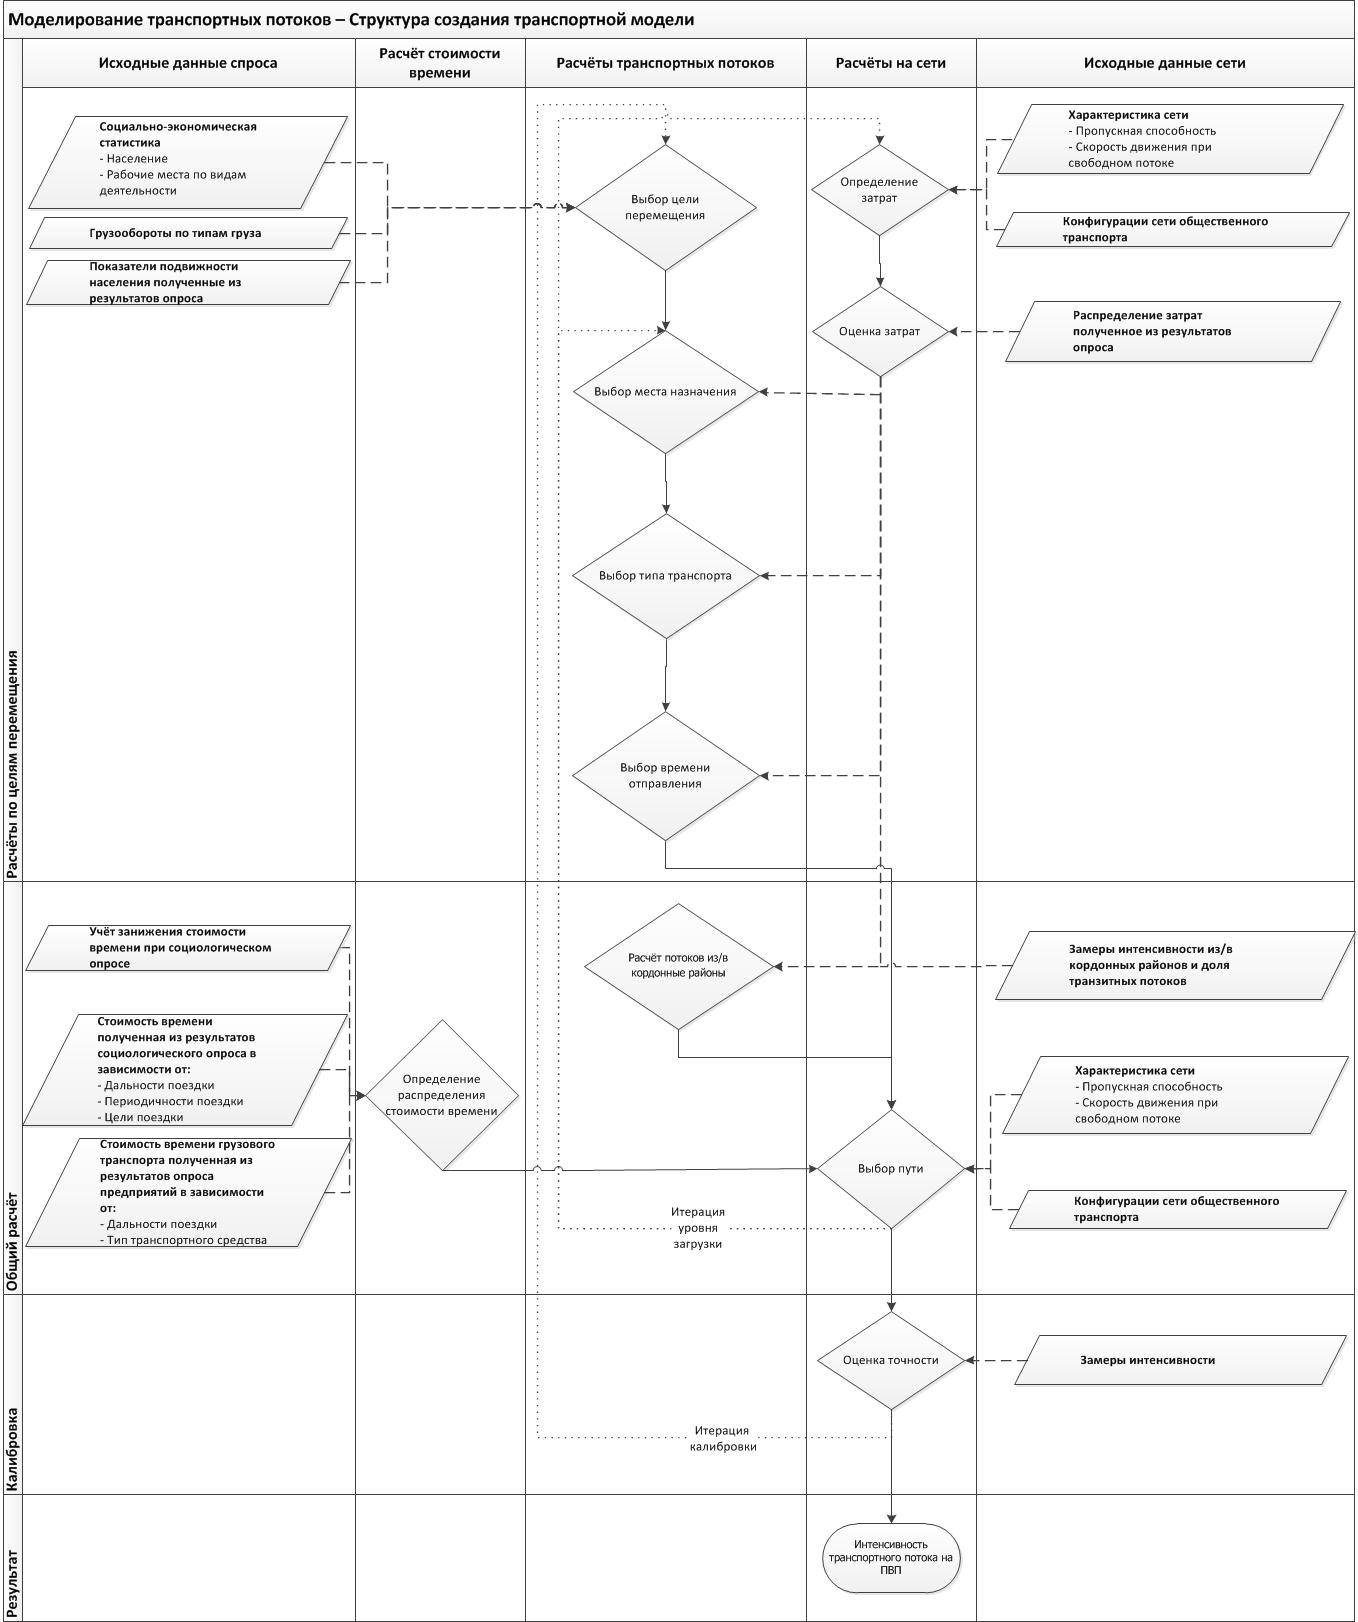 Моделирование транспортных потоков – Структура создания транспортной модели
Исходные данные спроса
Расчёт стоимости
времени
Расчёты транспортных потоков
Расчёты на сети
Исходные данные сети
Расчёты по целям перемещения
Социально-экономическая
статистика
- Население
- Рабочие места по видам
деятельности
Грузообороты по типам груза
Показатели подвижности
населения полученные из
результатов опроса
Выбор цели
перемещения
Выбор места назначения
Выбор типа транспорта
Выбор времени
отправления
Определение
затрат
Оценка затрат
Характеристика сети
- Пропускная способность
- Скорость движения при
свободном потоке
Конфигурации сети общественного
транспорта
Распределение затрат
полученное из результатов
опроса
Общий расчёт
Учёт занижения стоимости
времени при социологическом
опросе
Стоимость времени
полученная из результатов
социологического опроса в
зависимости от:
- Дальности поездки
- Периодичности поездки
- Цели поездки
Стоимость времени грузового
транспорта полученная из
результатов опроса
предприятий в зависимости
от:
- Дальности поездки
- Тип транспортного средства
Определение
распределения
стоимости времени
Расчёт потоков из/в
кордонные районы
Итерация
уровня
загрузки
Выбор пути
Замеры интенсивности из/в
кордонных районов и доля
транзитных потоков
Характеристика сети
- Пропускная способность
- Скорость движения при
свободном потоке
Конфигурации сети общественного
транспорта
Калибровка
Итерация
калибровки
Оценка точности
Замеры интенсивности
Результат
Интенсивность
транспортного потока на
ПВП